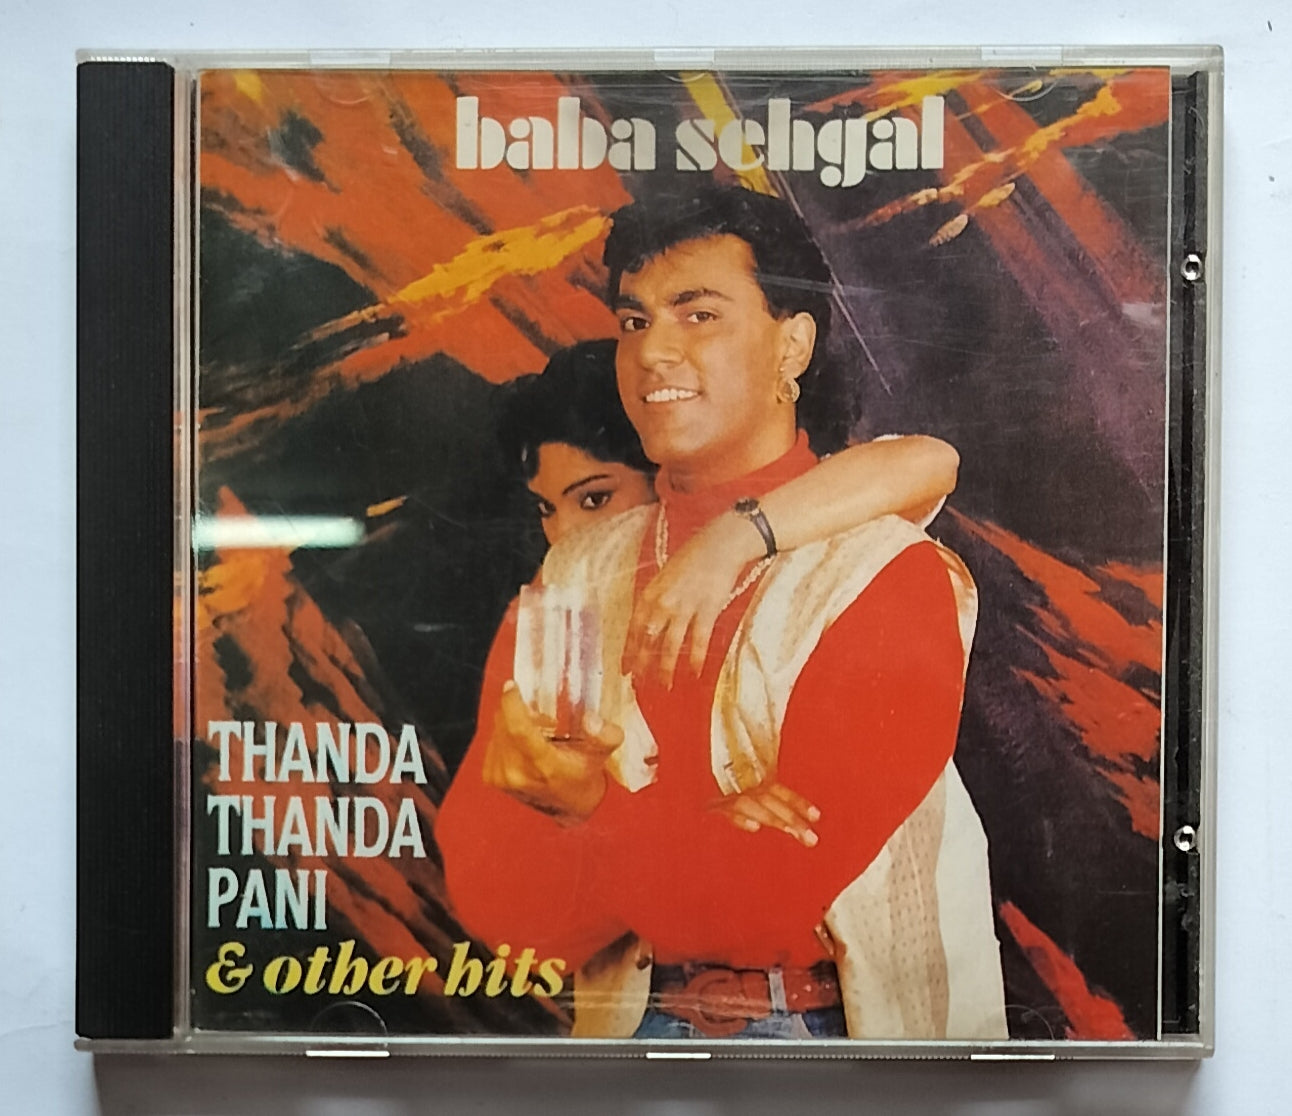 baba sehgal
THANDA
THANDA
PANI
& other hits